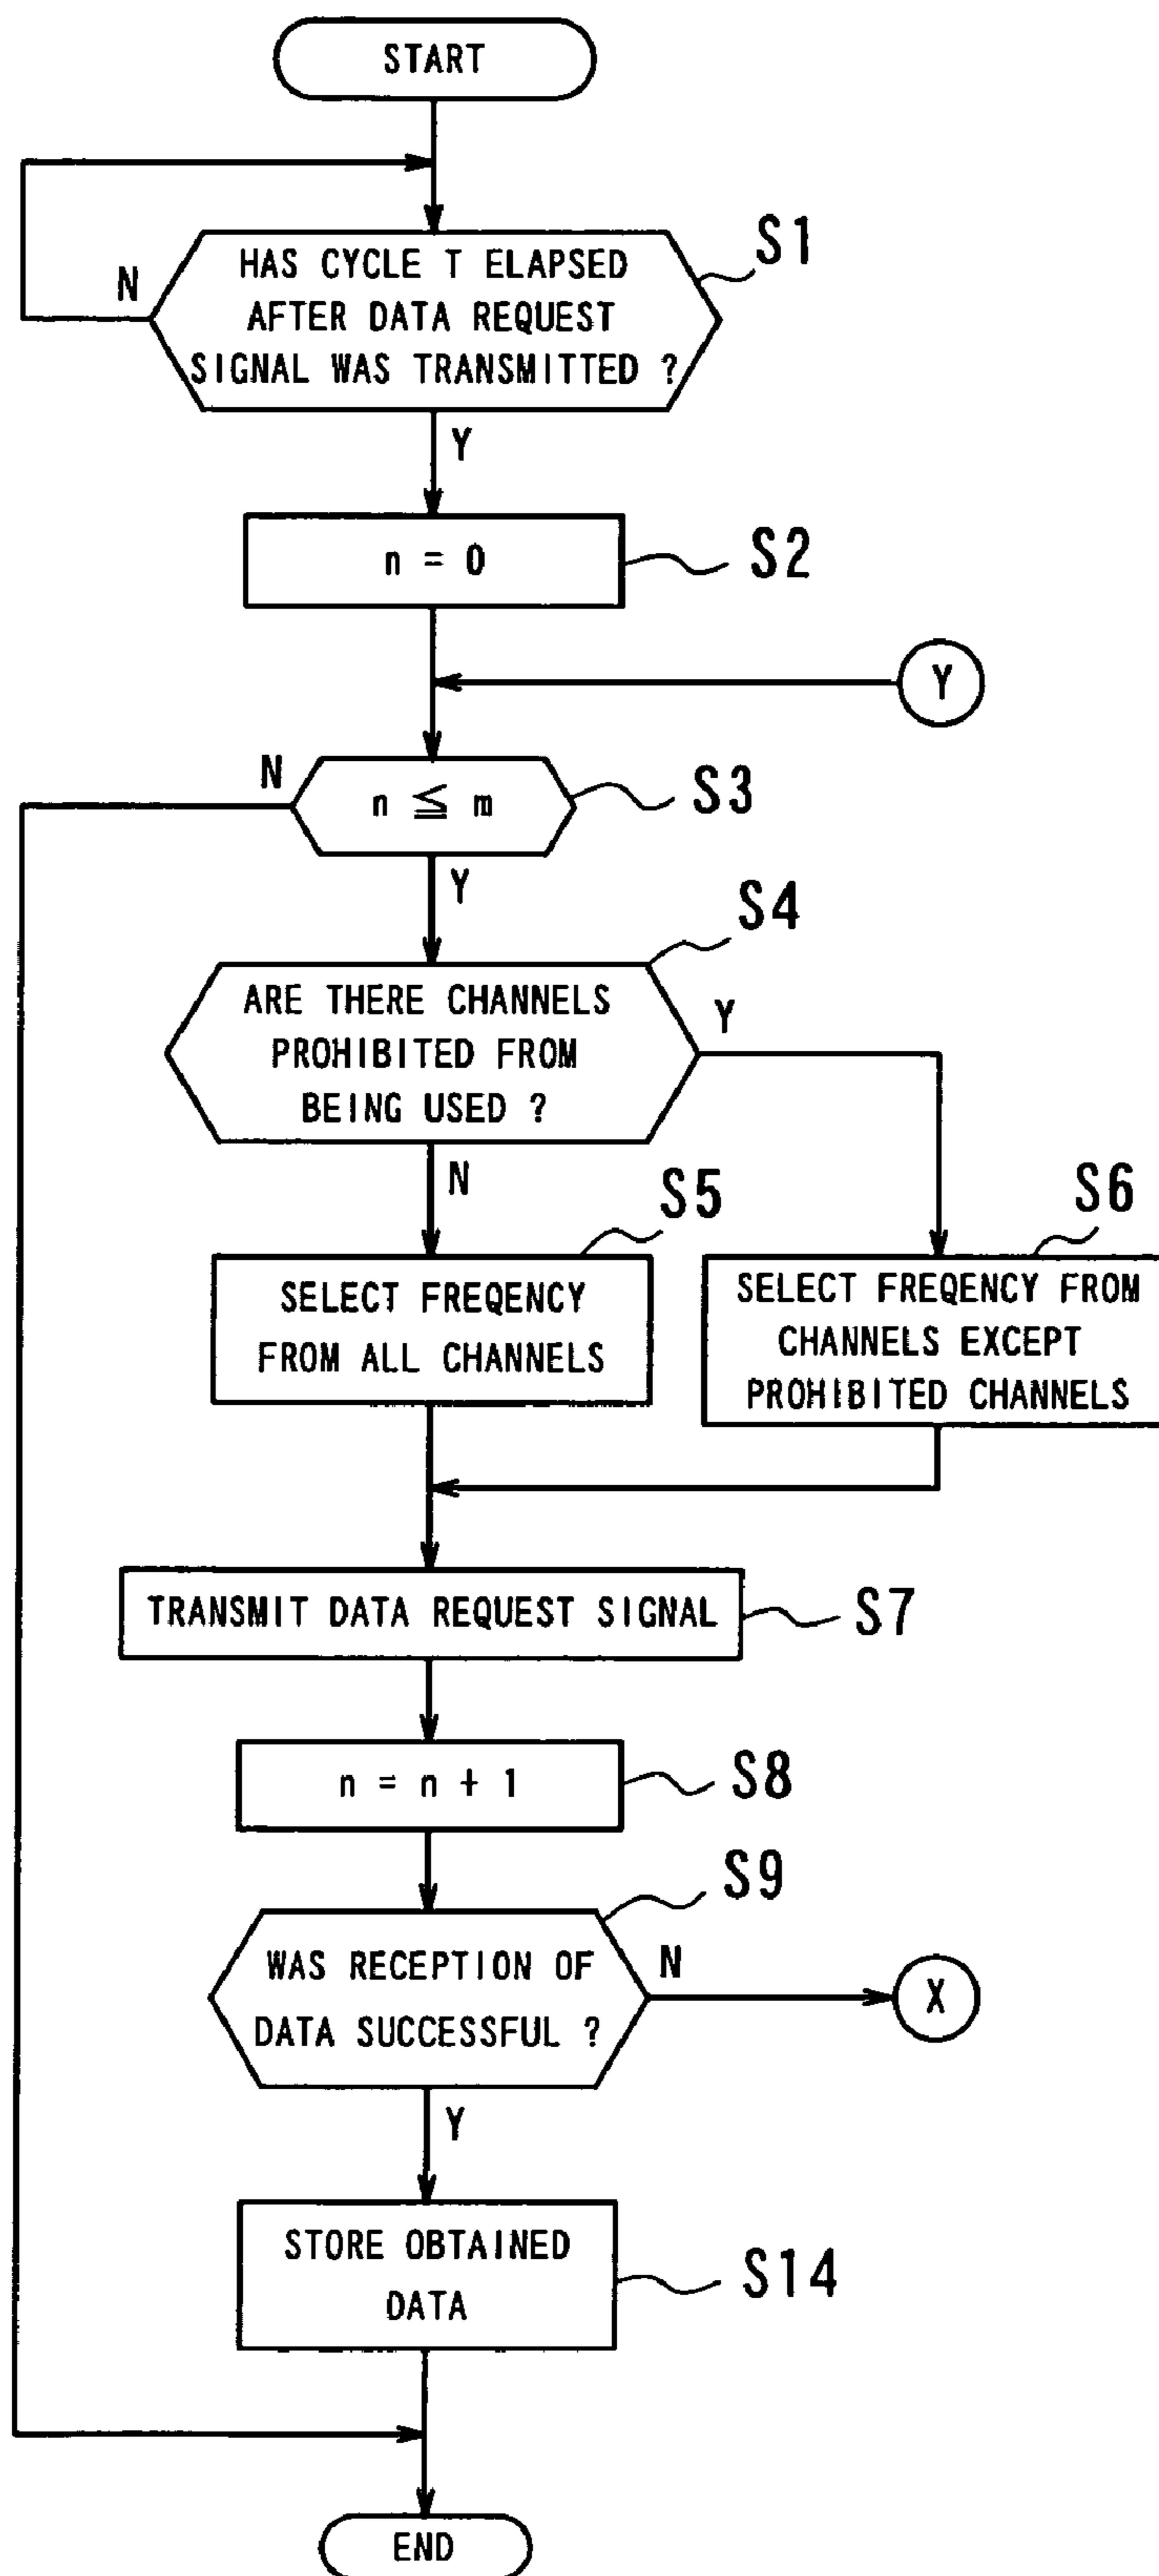 START
S1
HAS CYCLE T ELAPSED
AFTER DATA REQUEST
SIGNAL WAS TRANSMITTED ?
N
Y
n = 0
S2
Y
N
n ≦ m
S3
Y
S4
ARE THERE CHANNELS
PROHIBITED FROM
BEING USED ?
Y
N
S5
S6
SELECT FREQENCY
FROM ALL CHANNELS
SELECT FREQENCY FROM
CHANNELS EXCEPT
PROHIBITED CHANNELS
TRANSMIT DATA REQUEST SIGNAL
S7
n = n + 1
S8
S9
WAS RECEPTION OF
DATA SUCCESSFUL ?
N
X
Y
STORE OBTAINED
DATA
S14
END